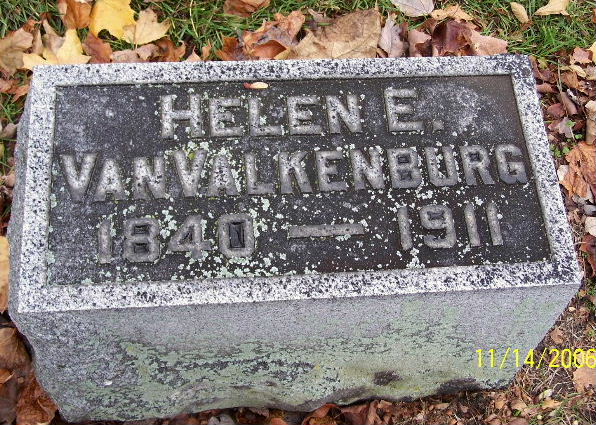 HELEN E.
VANVALKENBURG
1840 — 1911
11/14/2006